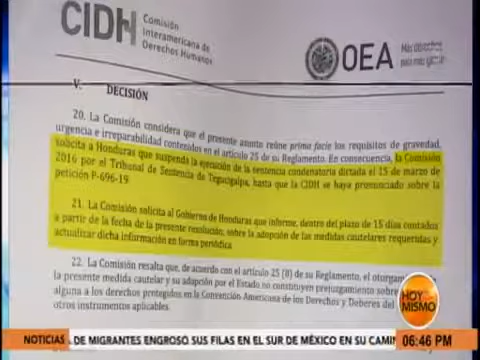 CIDH Comisión
Interamericana de
Derechos Humanos
OEA Más derechos
para más gente
V. DECISIÓN
20. La Comisión considera que el presente asunto reúne prima facie los requisitos de gravedad,
urgencia e irreparabilidad contenidos en el artículo 25 de su Reglamento. En consecuencia, la Comisión
solicita a Honduras que suspenda la ejecución de la sentencia condenatoria dictada el 15 de marzo de
2016 por el Tribunal de Sentencia de Tegucigalpa, hasta que la CIDH se haya pronunciado sobre la
petición P-696-19.
21. La Comisión solicita al Gobierno de Honduras que informe, dentro del plazo de 15 días contados
a partir de la fecha de la presente resolución, sobre la adopción de las medidas cautelares requeridas y
actualizar dicha información en forma periódica.
22. La Comisión resalta que, de acuerdo con el artículo 25 (8) de su Reglamento, el otorgam
la presente medida cautelar y su adopción por el Estado no constituyen prejuzgamiento sobre
alguna a los derechos protegidos en la Convención Americana de los Derechos y Deberes del
otros instrumentos aplicables.
HOY
MISMO
NOTICIAS A DE MIGRANTES ENGROSÓ SUS FILAS EN EL SUR DE MÉXICO EN SU CAMI 06:46 PM